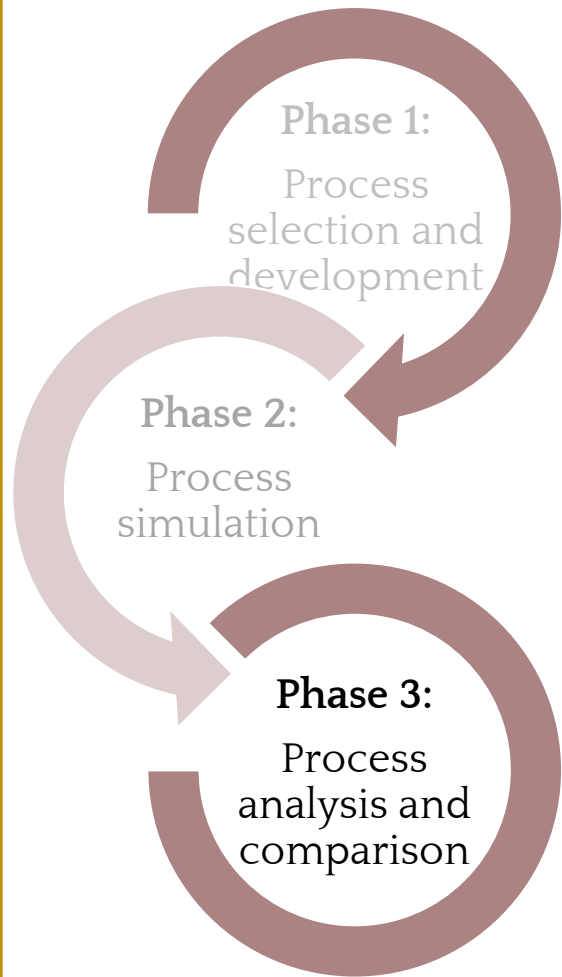 Phase 1:
Process
selection and
development
Phase 2:
Process
simulation
Phase 3:
Process
analysis and
comparison